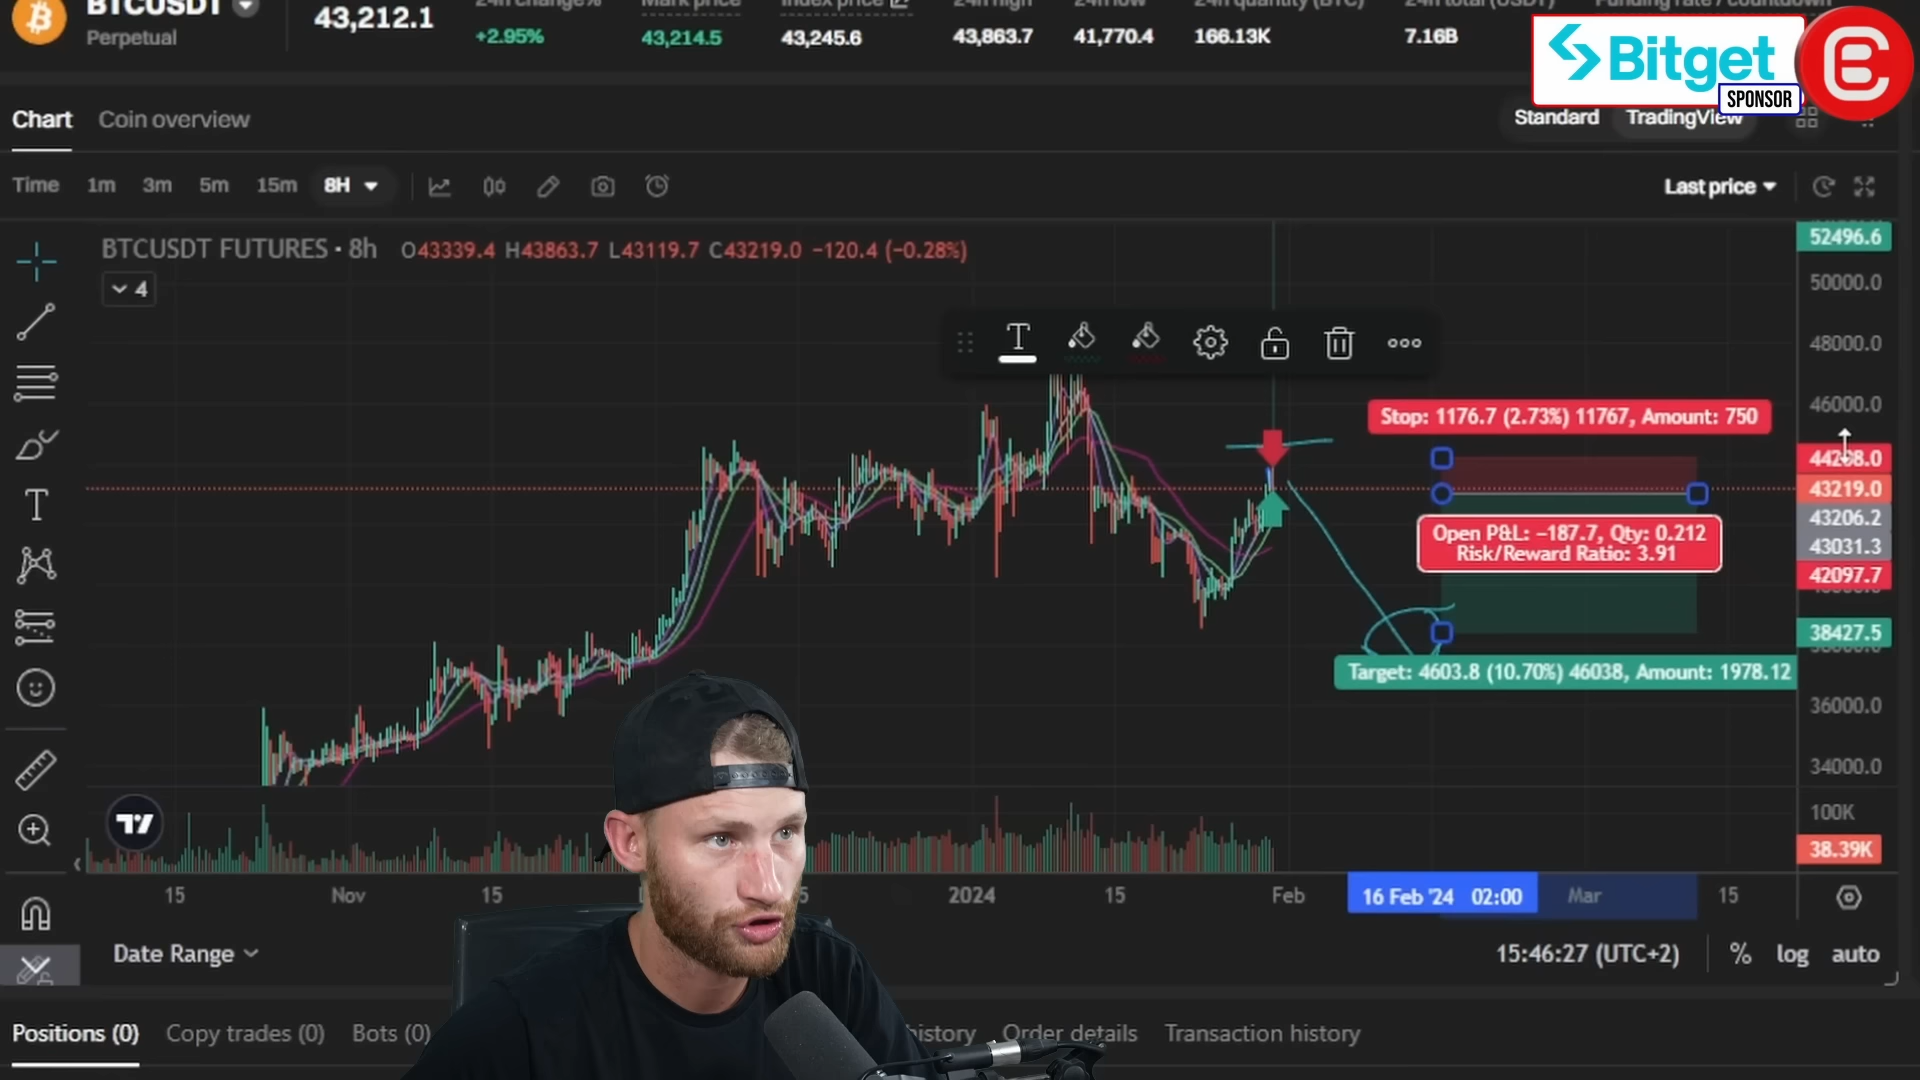 BTCUSDT
Perpetual
43,212.1
24h change%
+2.95%
Mark price
43,214.5
Index price
43,245.6
24h high
43,863.7
24h low
41,770.4
24h quantity (BTC)
166.13K
24h total (USDT)
7.16B
Funding rate / countdown
Bitget
SPONSOR
Chart
Coin overview
Standard
TradingView
Time
1m
3m
5m
15m
8H
Last price
BTCUSDT FUTURES · 8h O43339.4 H43863.7 L43119.7 C43219.0 −120.4 (−0.28%)
4
52496.6
50000.0
48000.0
46000.0
44208.0
43219.0
43206.2
43031.3
42097.7
38427.5
36000.0
34000.0
100K
38.39K
Stop: 1176.7 (2.73%) 11767, Amount: 750
Open P&L: −187.7, Qty: 0.212
Risk/Reward Ratio: 3.91
Target: 4603.8 (10.70%) 46038, Amount: 1978.12
15
Nov
15
2024
15
Feb
16 Feb '24 02:00
Mar
15
Date Range
15:46:27 (UTC+2)
%
log
auto
Positions (0)
Copy trades (0)
Bots (0)
history
Order details
Transaction history